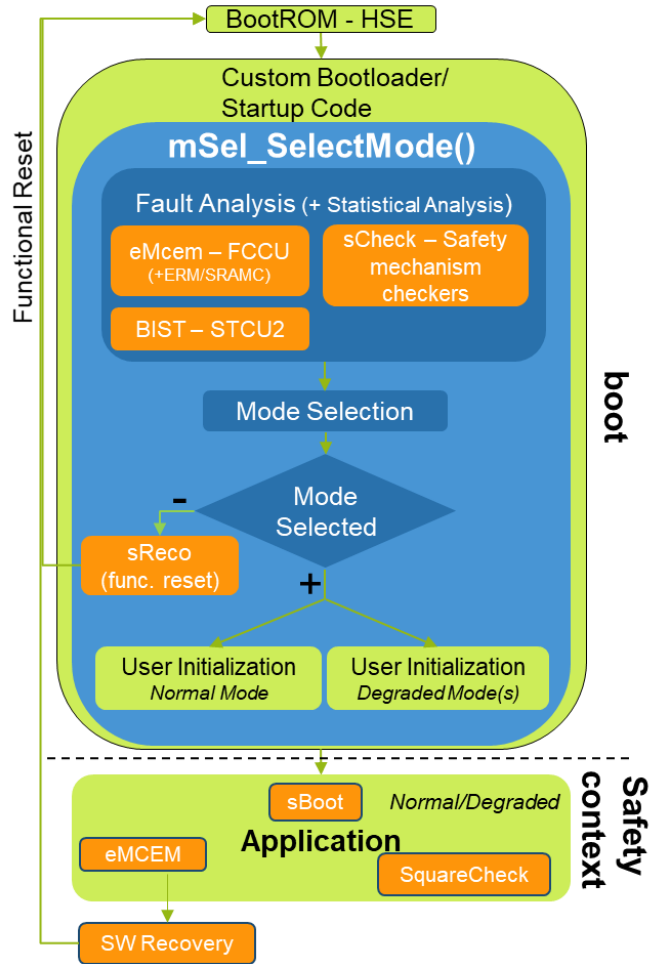 BootROM - HSE
Custom Bootloader/
Startup Code
mSel_SelectMode()
Fault Analysis (+ Statistical Analysis)
eMcem – FCCU
(+ERM/SRAMC)
sCheck – Safety
mechanism
checkers
BIST – STCU2
Mode Selection
Mode
Selected
-
+
sReco
(func. reset)
User Initialization
Normal Mode
User Initialization
Degraded Mode(s)
Functional Reset
boot
Safety
context
sBoot
Normal/Degraded
Application
eMCEM
SquareCheck
SW Recovery